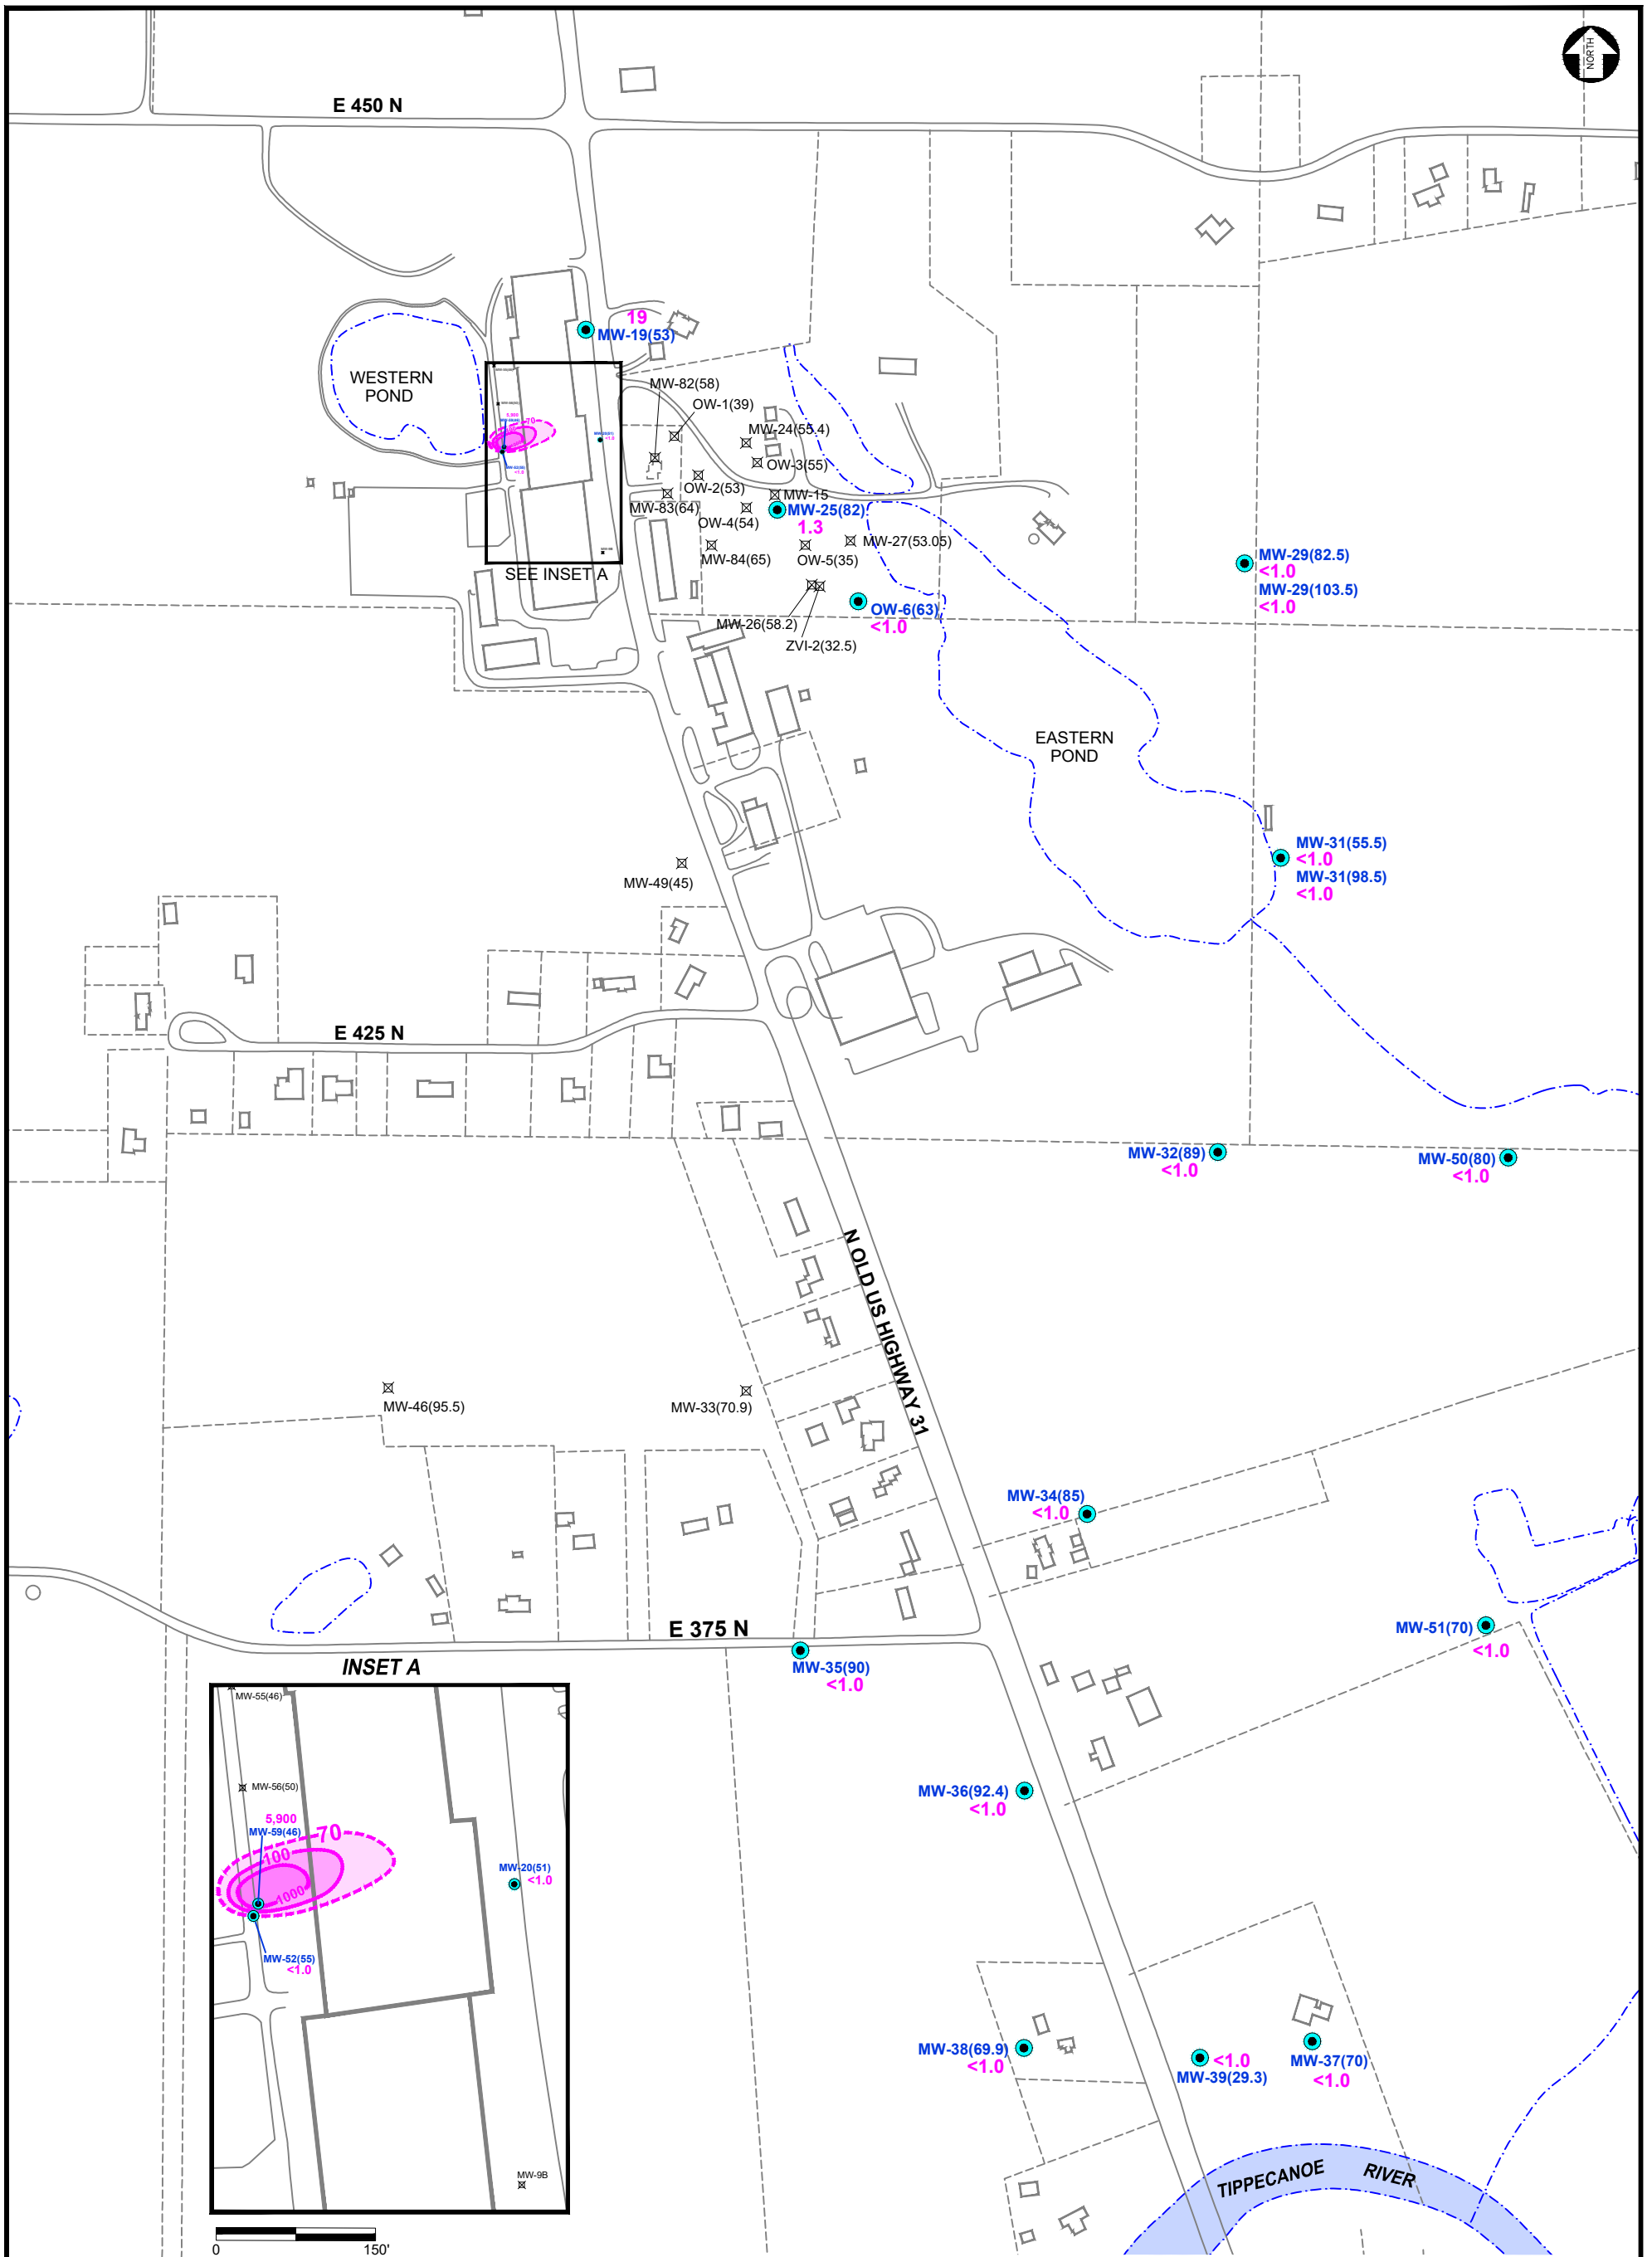 NORTH
E 450 N
19
MW-19(53)
WESTERN
POND
MW-82(58)
OW-1(39)
MW-24(55.4)
OW-3(55)
OW-2(53)
MW-15
MW-83(64)
OW-4(54)
MW-25(82)
1.3
MW-27(53.05)
MW-84(65)
OW-5(35)
SEE INSET A
MW-29(82.5)
<1.0
MW-29(103.5)
<1.0
OW-6(63)
<1.0
MW-26(58.2)
ZVI-2(32.5)
EASTERN
POND
MW-31(55.5)
<1.0
MW-31(98.5)
<1.0
MW-49(45)
E 425 N
MW-32(89)
<1.0
MW-50(80)
<1.0
N OLD US HIGHWAY 31
MW-46(95.5)
MW-33(70.9)
MW-34(85)
<1.0
E 375 N
MW-51(70)
<1.0
MW-35(90)
<1.0
INSET A
MW-55(46)
MW-56(50)
5,900
MW-59(46)
70
100
1000
MW-20(51)
<1.0
MW-52(55)
<1.0
MW-9B
0 150'
MW-36(92.4)
<1.0
MW-38(69.9)
<1.0
<1.0
MW-39(29.3)
MW-37(70)
<1.0
TIPPECANOE RIVER